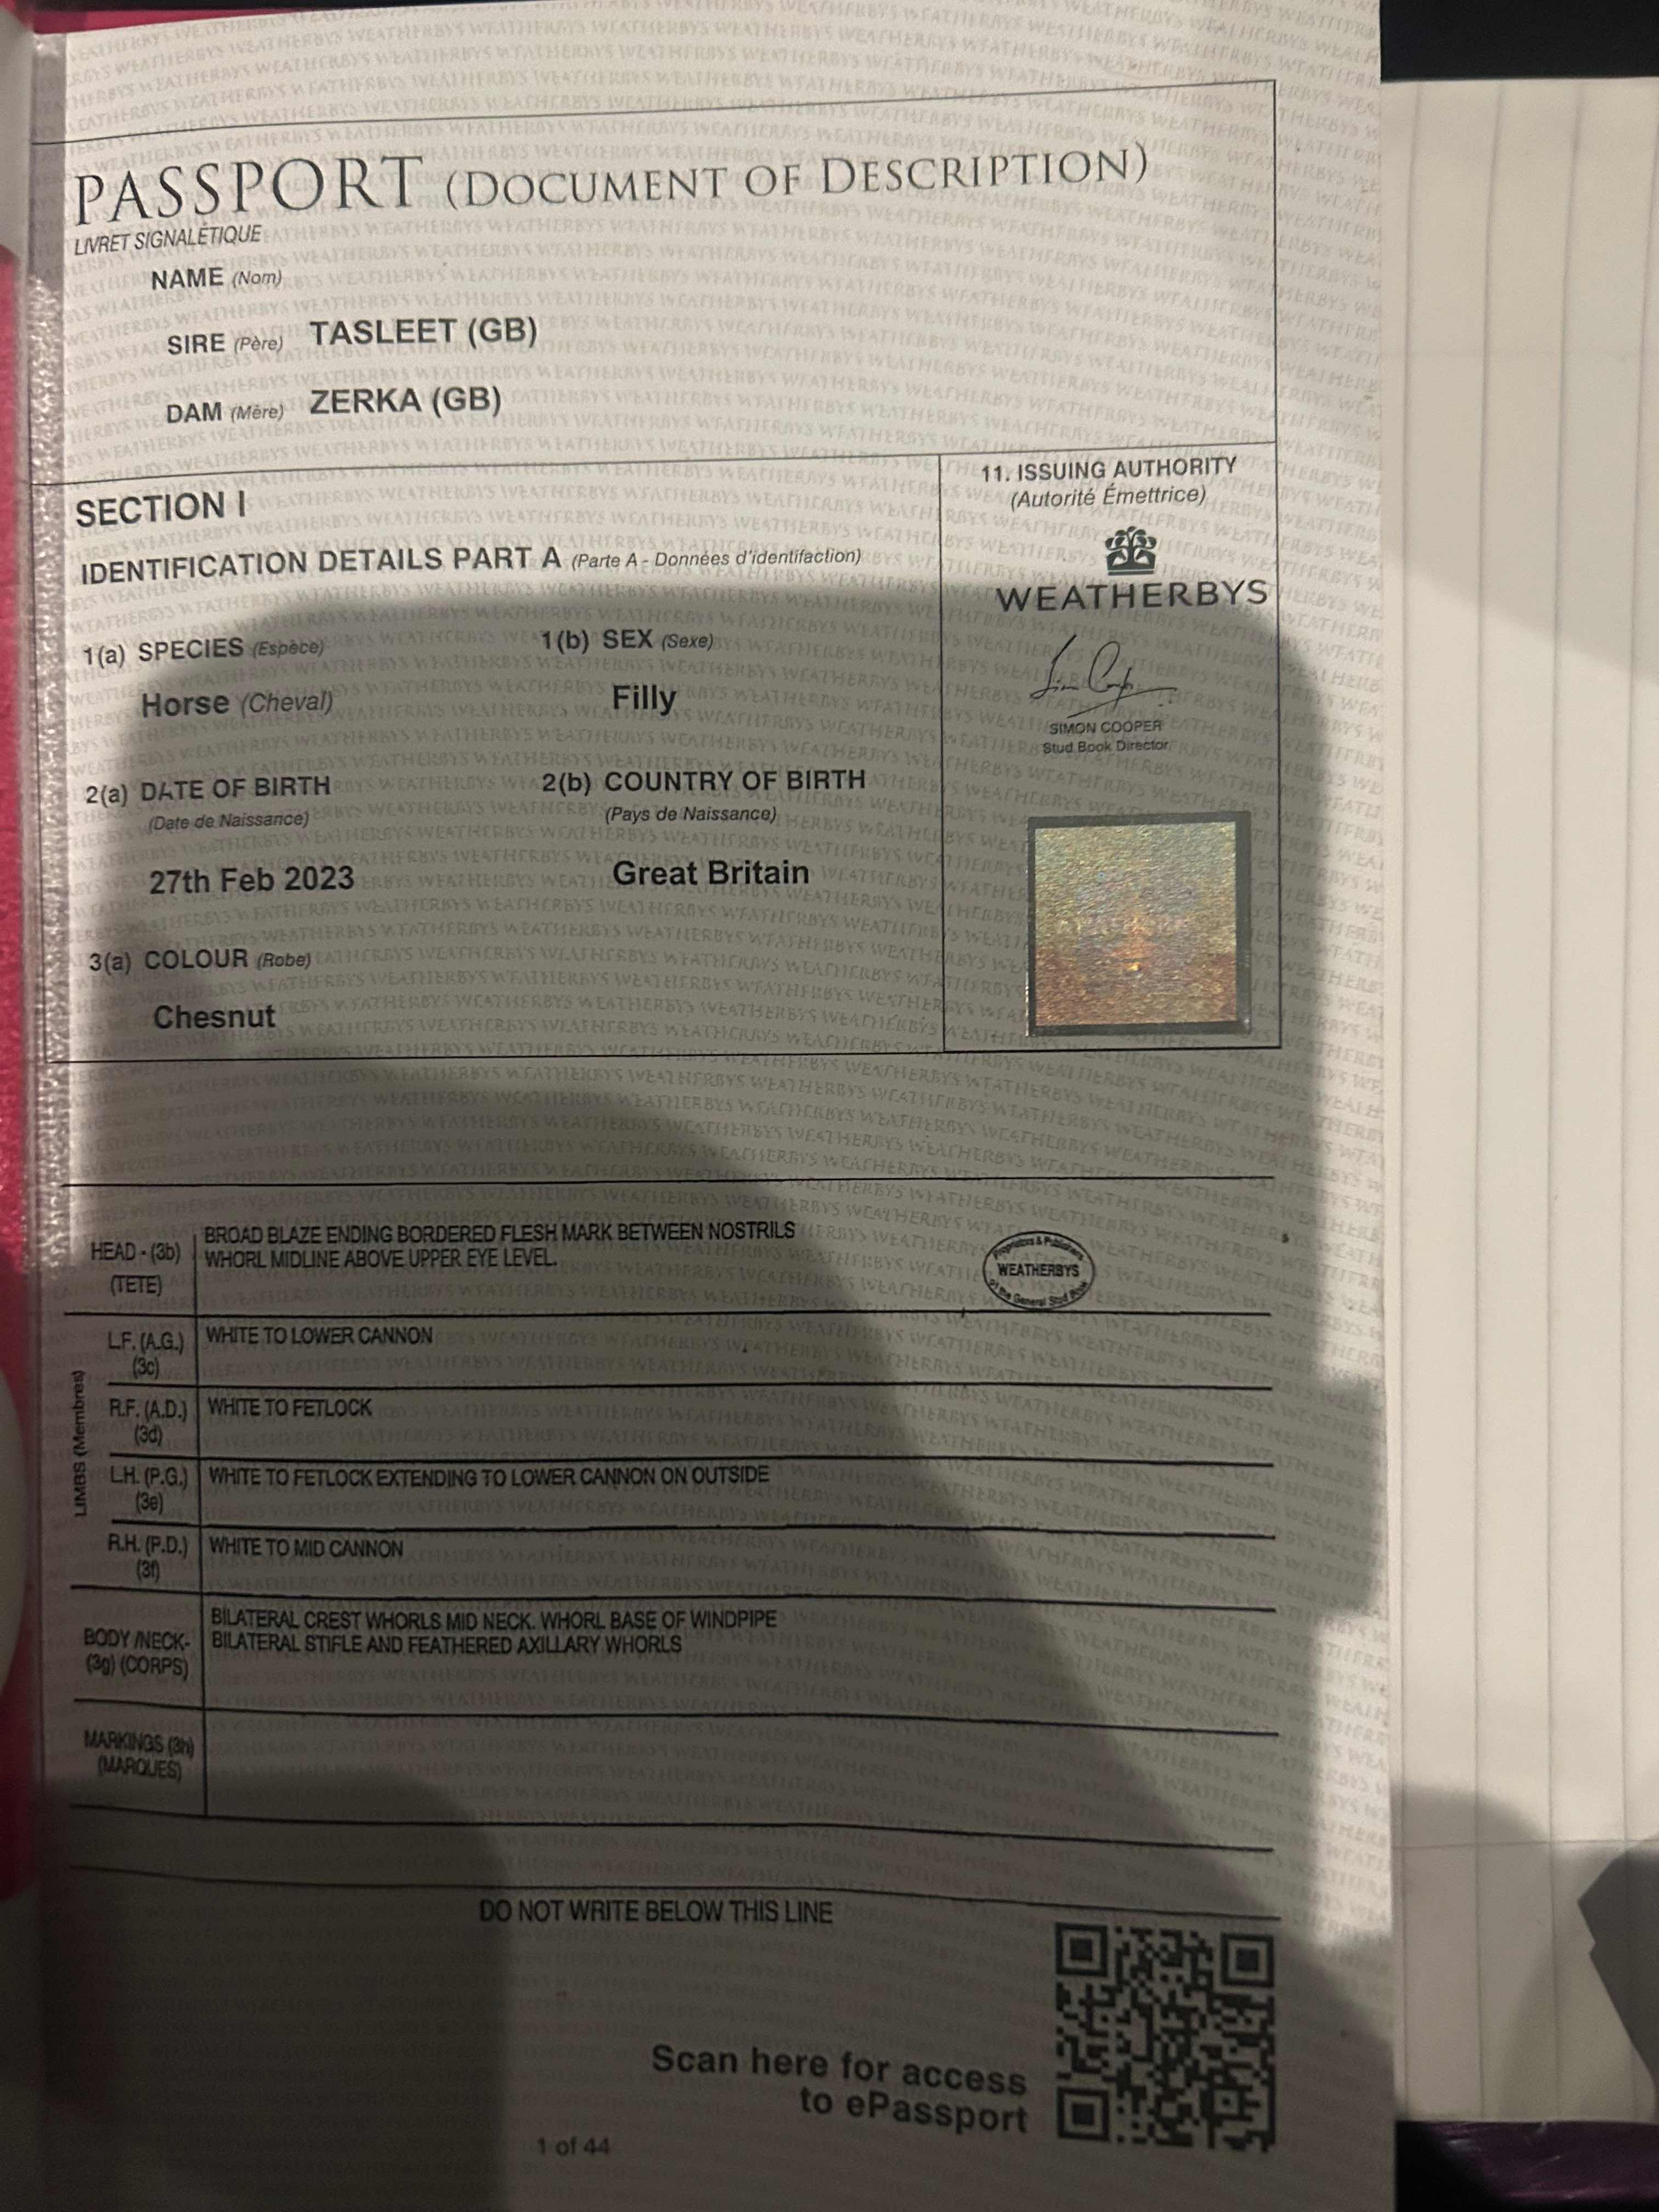 PASSPORT (DOCUMENT OF DESCRIPTION)
LIVRET SIGNALÉTIQUE
NAME (Nom)
SIRE (Père) TASLEET (GB)
DAM (Mère) ZERKA (GB)
SECTION I
IDENTIFICATION DETAILS PART A (Parte A - Données d'identifaction)
11. ISSUING AUTHORITY
(Autorité Émettrice)
WEATHERBYS
SIMON COOPER
Stud Book Director
1(a) SPECIES (Espèce) 1(b) SEX (Sexe)
Horse (Cheval) Filly
2(a) DATE OF BIRTH 2(b) COUNTRY OF BIRTH
(Date de Naissance) (Pays de Naissance)
27th Feb 2023 Great Britain
3(a) COLOUR (Robe)
Chesnut
HEAD - (3b)
(TETE)
BROAD BLAZE ENDING BORDERED FLESH MARK BETWEEN NOSTRILS
WHORL MIDLINE ABOVE UPPER EYE LEVEL.
Proprietors & Publishers
WEATHERBYS
of the General Stud Book
LIMBS (Membres)
L.F. (A.G.) WHITE TO LOWER CANNON
(3c)
R.F. (A.D.) WHITE TO FETLOCK
(3d)
L.H. (P.G.) WHITE TO FETLOCK EXTENDING TO LOWER CANNON ON OUTSIDE
(3e)
R.H. (P.D.) WHITE TO MID CANNON
(3f)
BODY /NECK-
(3g) (CORPS)
BILATERAL CREST WHORLS MID NECK. WHORL BASE OF WINDPIPE
BILATERAL STIFLE AND FEATHERED AXILLARY WHORLS
MARKINGS (3h)
(MARQUES)
DO NOT WRITE BELOW THIS LINE
Scan here for access
to ePassport
1 of 44